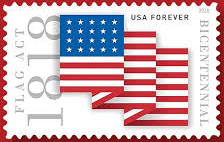 FLAG ACT
1818
USA FOREVER
2018
BICENTENNIAL